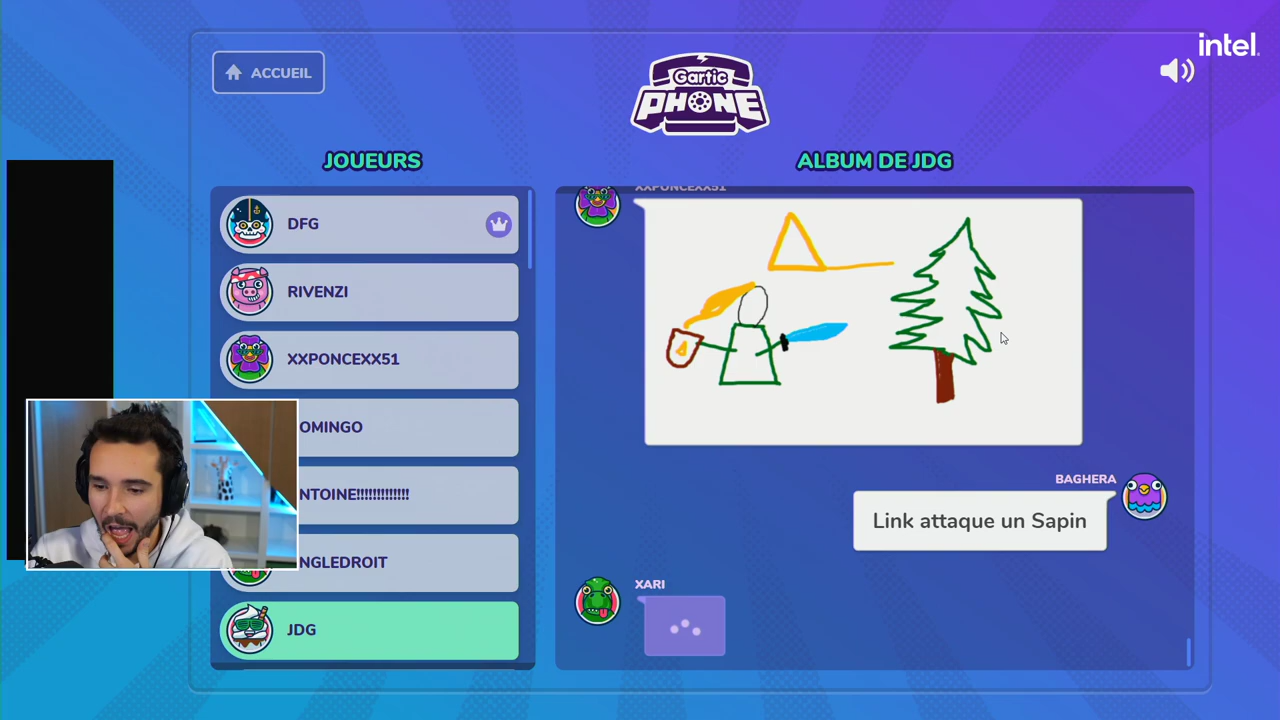 intel.
ACCUEIL
Gartic
PHONE
JOUEURS
ALBUM DE JDG
DFG
RIVENZI
XXPONCEXX51
OMINGO
NTOINE!!!!!!!!!!!!!
NGLEDROIT
JDG
XXPONCEXX51
BAGHERA
Link attaque un Sapin
XARI